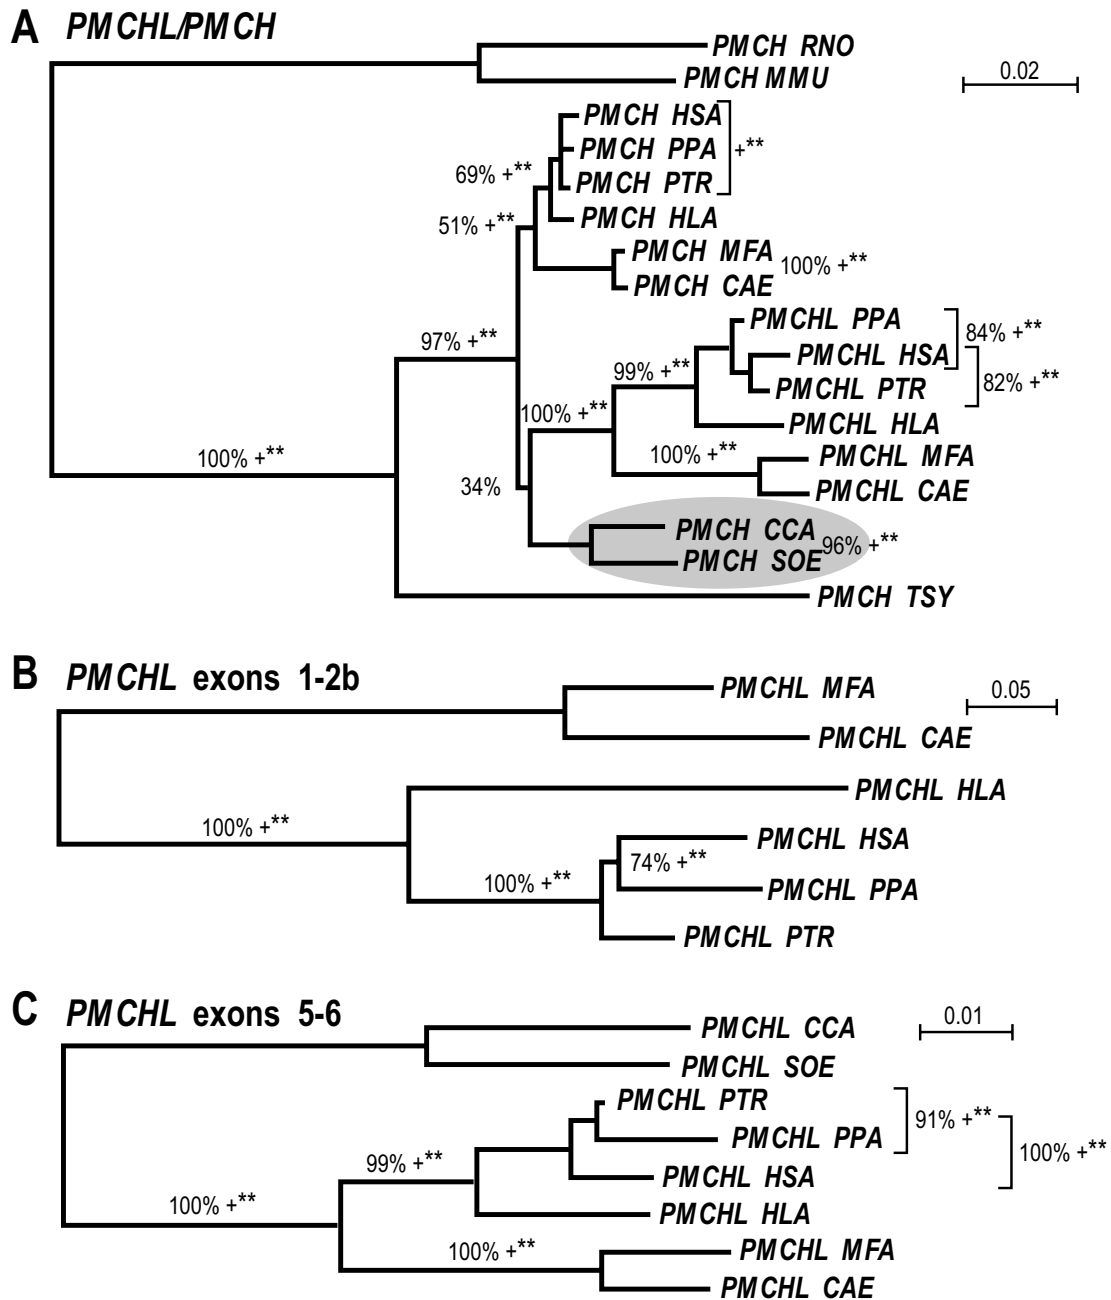 A PMCHL/PMCH
PMCH RNO
0.02
PMCH MMU
PMCH HSA
PMCH PPA +**
69% +** PMCH PTR
51% +** PMCH HLA
PMCH MFA
100% +**
PMCH CAE
PMCHL PPA
84% +**
97% +**
PMCHL HSA
99% +**
82% +**
PMCHL PTR
100% +**
PMCHL HLA
100% +** PMCHL MFA
34%
PMCHL CAE
PMCH CCA
96% +**
PMCH SOE
100% +**
PMCH TSY
B PMCHL exons 1-2b
PMCHL MFA
0.05
PMCHL CAE
PMCHL HLA
100% +**
PMCHL HSA
74% +**
100% +**
PMCHL PPA
PMCHL PTR
C PMCHL exons 5-6
0.01
PMCHL CCA
PMCHL SOE
PMCHL PTR
91% +**
PMCHL PPA
100% +**
99% +**
PMCHL HSA
100% +**
PMCHL HLA
100% +**
PMCHL MFA
PMCHL CAE